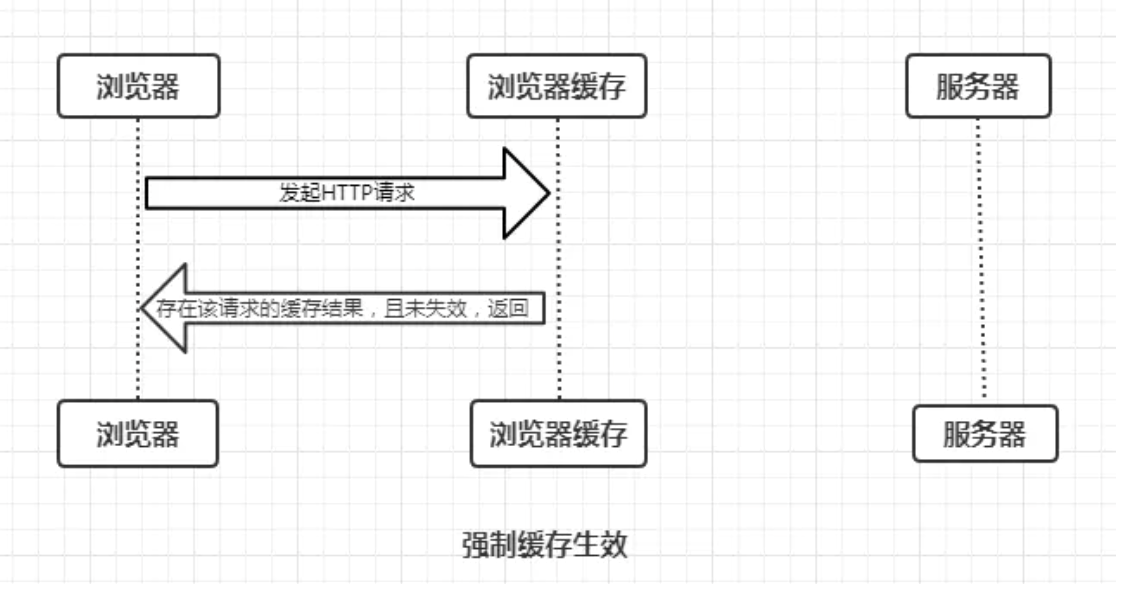 浏览器
浏览器缓存
服务器
发起HTTP请求
存在该请求的缓存结果，且未失效，返回
浏览器
浏览器缓存
服务器
强制缓存生效